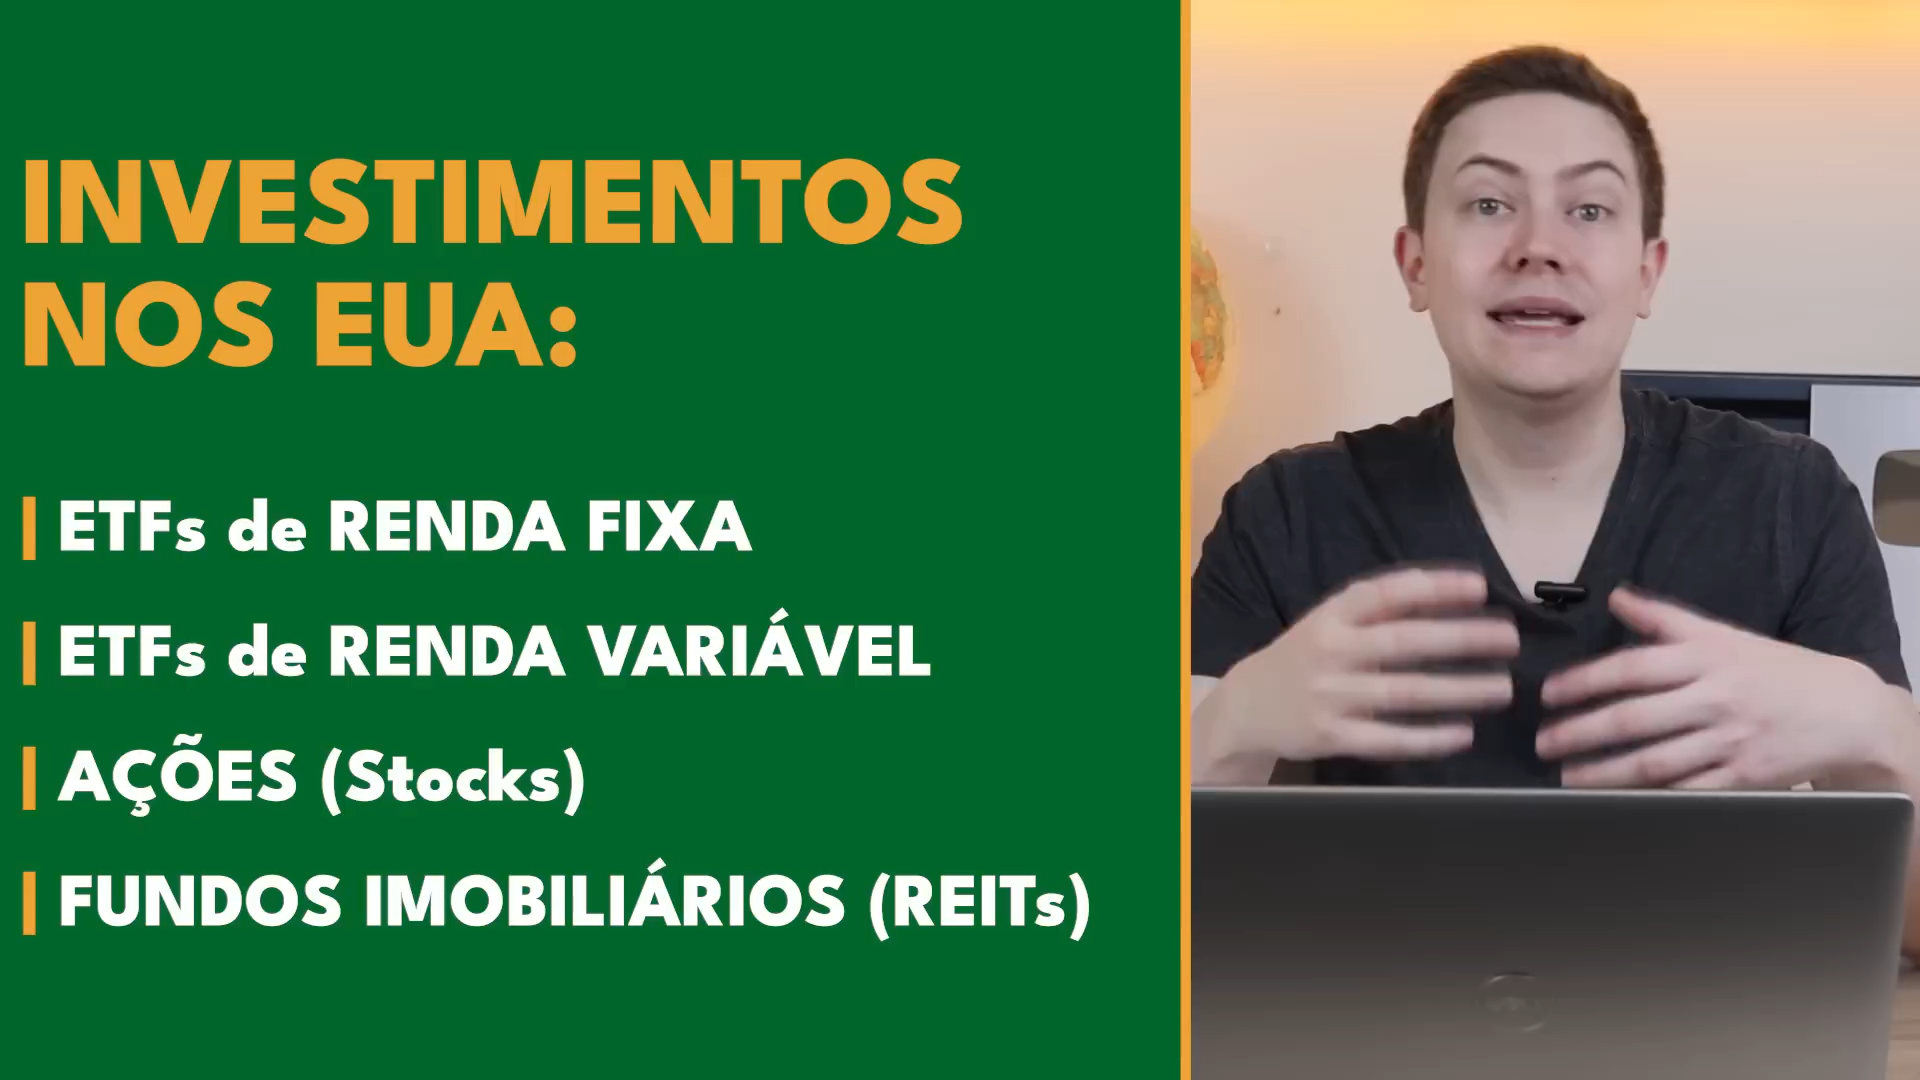 INVESTIMENTOS
NOS EUA:
ETFs de RENDA FIXA
ETFs de RENDA VARIÁVEL
AÇÕES (Stocks)
FUNDOS IMOBILIÁRIOS (REITs)